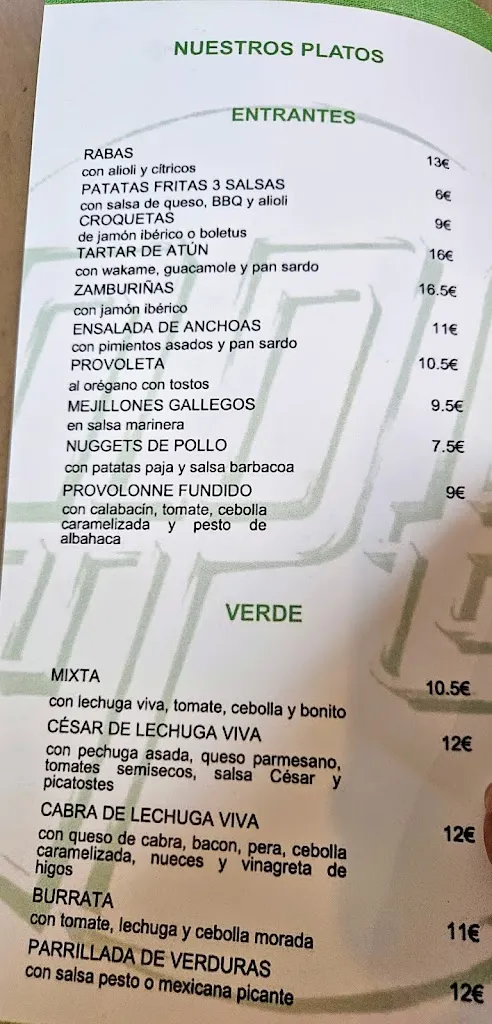 NUESTROS PLATOS
ENTRANTES
RABAS 13€
con alioli y cítricos
PATATAS FRITAS 3 SALSAS 6€
con salsa de queso, BBQ y alioli
CROQUETAS 9€
de jamón ibérico o boletus
TARTAR DE ATÚN 16€
con wakame, guacamole y pan sardo
ZAMBURIÑAS 16.5€
con jamón ibérico
ENSALADA DE ANCHOAS 11€
con pimientos asados y pan sardo
PROVOLETA 10.5€
al orégano con tostos
MEJILLONES GALLEGOS 9.5€
en salsa marinera
NUGGETS DE POLLO 7.5€
con patatas paja y salsa barbacoa
PROVOLONNE FUNDIDO 9€
con calabacín, tomate, cebolla
caramelizada y pesto de
albahaca
VERDE
MIXTA 10.5€
con lechuga viva, tomate, cebolla y bonito
CÉSAR DE LECHUGA VIVA 12€
con pechuga asada, queso parmesano,
tomates semisecos, salsa César y
picatostes
CABRA DE LECHUGA VIVA 12€
con queso de cabra, bacon, pera, cebolla
caramelizada, nueces y vinagreta de
higos
BURRATA 11€
con tomate, lechuga y cebolla morada
PARRILLADA DE VERDURAS 12€
con salsa pesto o mexicana picante